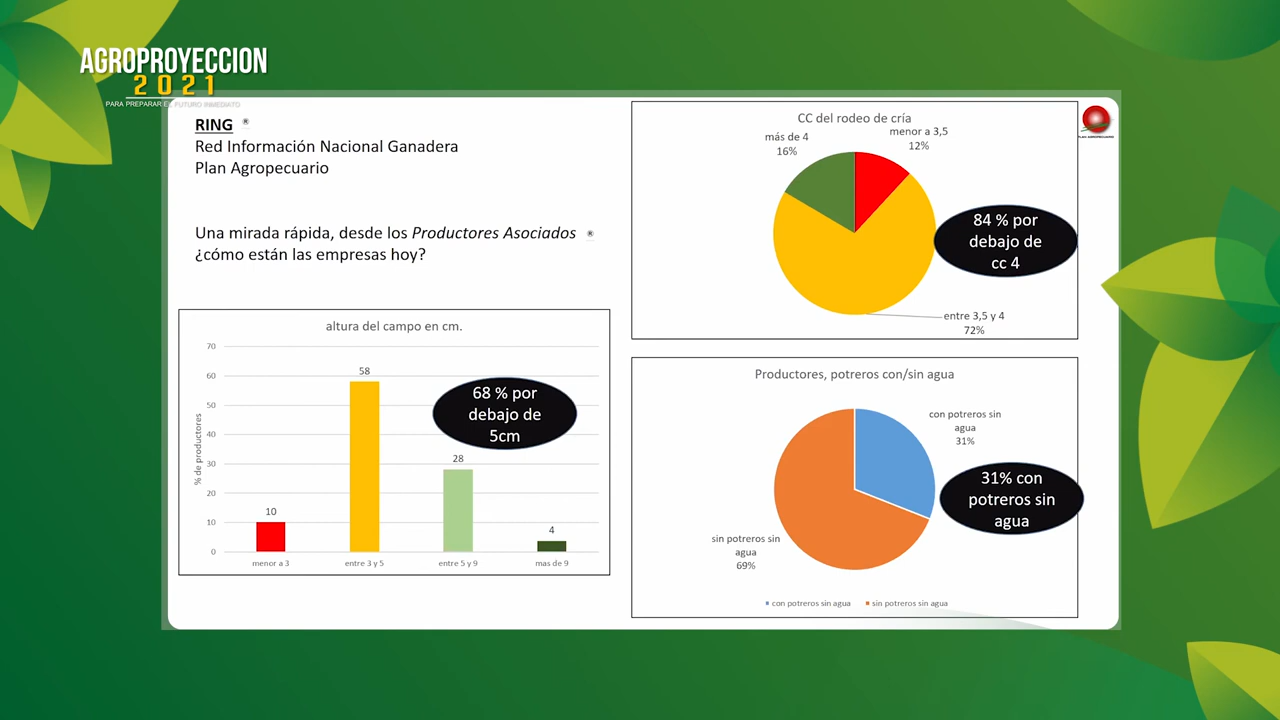 AGROPROYECCION
2021
PARA PREPARAR EL FUTURO INMEDIATO
RING ®
Red Información Nacional Ganadera
Plan Agropecuario
Una mirada rápida, desde los Productores Asociados ®
¿cómo están las empresas hoy?
altura del campo en cm.
% de productores
70
60
50
40
30
20
10
0
10
58
28
4
menor a 3
entre 3 y 5
entre 5 y 9
mas de 9
68 % por
debajo de
5cm
CC del rodeo de cría
más de 4
16%
menor a 3,5
12%
entre 3,5 y 4
72%
84 % por
debajo de
cc 4
PLAN AGROPECUARIO
Productores, potreros con/sin agua
con potreros sin
agua
31%
sin potreros sin
agua
69%
31% con
potreros sin
agua
con potreros sin agua
sin potreros sin agua